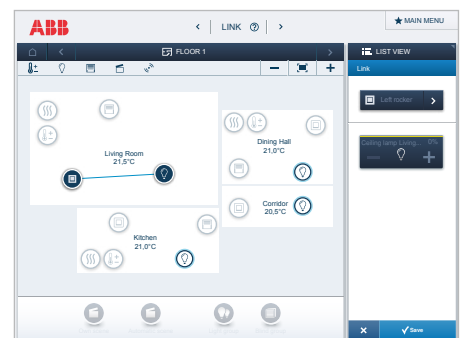 ABB
LINK
MAIN MENU
FLOOR 1
LIST VIEW
Link
Left rocker
Ceiling lamp Living... 0%
Living Room
21,5°C
Dining Hall
21,0°C
Corridor
20,5°C
Kitchen
21,0°C
Save